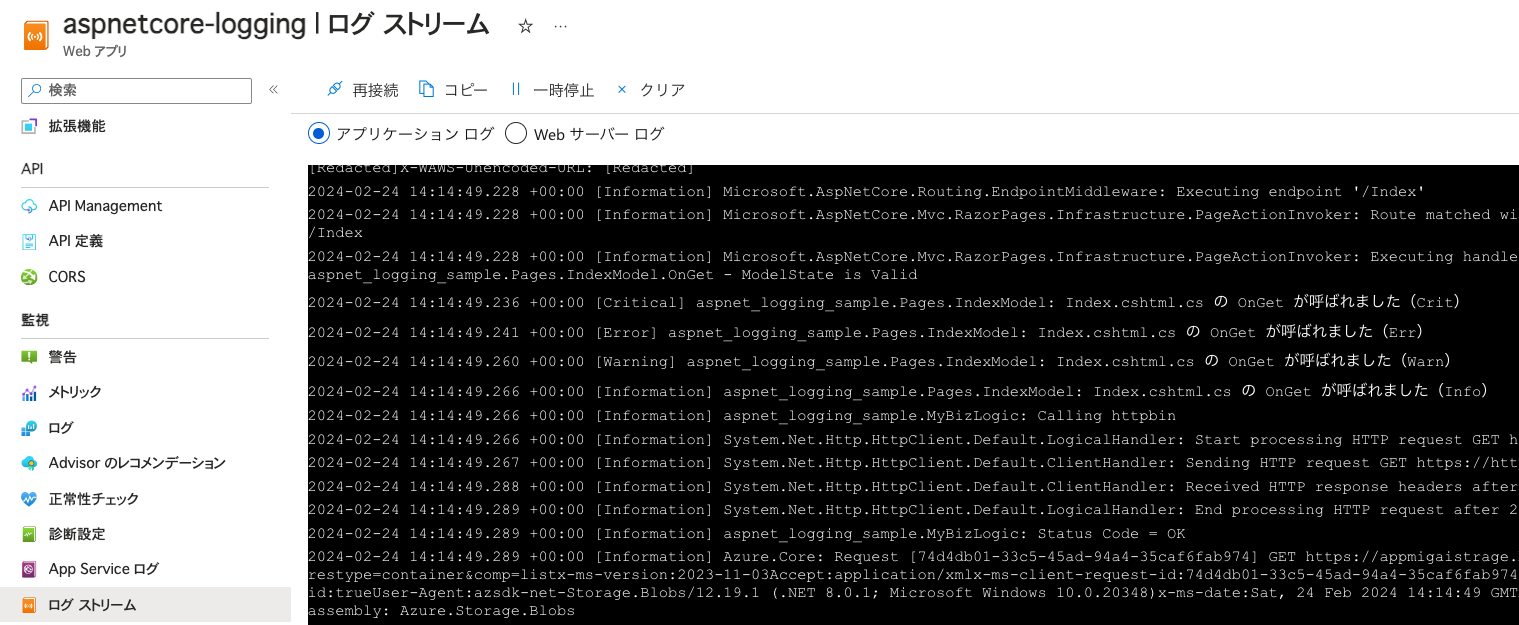 aspnetcore-logging | ログ ストリーム
Web アプリ
検索
再接続 コピー 一時停止 クリア
拡張機能
アプリケーション ログ Web サーバー ログ
API
API Management
API 定義
CORS
監視
警告
メトリック
ログ
Advisor のレコメンデーション
正常性チェック
診断設定
App Service ログ
ログ ストリーム
[Redacted]x-WAWS-Unencoded-URL: [Redacted]
2024-02-24 14:14:49.228 +00:00 [Information] Microsoft.AspNetCore.Routing.EndpointMiddleware: Executing endpoint '/Index'
2024-02-24 14:14:49.228 +00:00 [Information] Microsoft.AspNetCore.Mvc.RazorPages.Infrastructure.PageActionInvoker: Route matched wi
/Index
2024-02-24 14:14:49.228 +00:00 [Information] Microsoft.AspNetCore.Mvc.RazorPages.Infrastructure.PageActionInvoker: Executing handle
aspnet_logging_sample.Pages.IndexModel.OnGet - ModelState is Valid
2024-02-24 14:14:49.236 +00:00 [Critical] aspnet_logging_sample.Pages.IndexModel: Index.cshtml.cs の OnGet が呼ばれました（Crit）
2024-02-24 14:14:49.241 +00:00 [Error] aspnet_logging_sample.Pages.IndexModel: Index.cshtml.cs の OnGet が呼ばれました（Err）
2024-02-24 14:14:49.260 +00:00 [Warning] aspnet_logging_sample.Pages.IndexModel: Index.cshtml.cs の OnGet が呼ばれました（Warn）
2024-02-24 14:14:49.266 +00:00 [Information] aspnet_logging_sample.Pages.IndexModel: Index.cshtml.cs の OnGet が呼ばれました（Info）
2024-02-24 14:14:49.266 +00:00 [Information] aspnet_logging_sample.MyBizLogic: Calling httpbin
2024-02-24 14:14:49.266 +00:00 [Information] System.Net.Http.HttpClient.Default.LogicalHandler: Start processing HTTP request GET h
2024-02-24 14:14:49.267 +00:00 [Information] System.Net.Http.HttpClient.Default.ClientHandler: Sending HTTP request GET https://htt
2024-02-24 14:14:49.288 +00:00 [Information] System.Net.Http.HttpClient.Default.ClientHandler: Received HTTP response headers after
2024-02-24 14:14:49.289 +00:00 [Information] System.Net.Http.HttpClient.Default.LogicalHandler: End processing HTTP request after 2
2024-02-24 14:14:49.289 +00:00 [Information] aspnet_logging_sample.MyBizLogic: Status Code = OK
2024-02-24 14:14:49.289 +00:00 [Information] Azure.Core: Request [74d4db01-33c5-45ad-94a4-35caf6fab974] GET https://appmigaistrage.
restype=container&comp=listx-ms-version:2023-11-03Accept:application/xmlx-ms-client-request-id:74d4db01-33c5-45ad-94a4-35caf6fab974
id:trueUser-Agent:azsdk-net-Storage.Blobs/12.19.1 (.NET 8.0.1; Microsoft Windows 10.0.20348)x-ms-date:Sat, 24 Feb 2024 14:14:49 GMT
assembly: Azure.Storage.Blobs